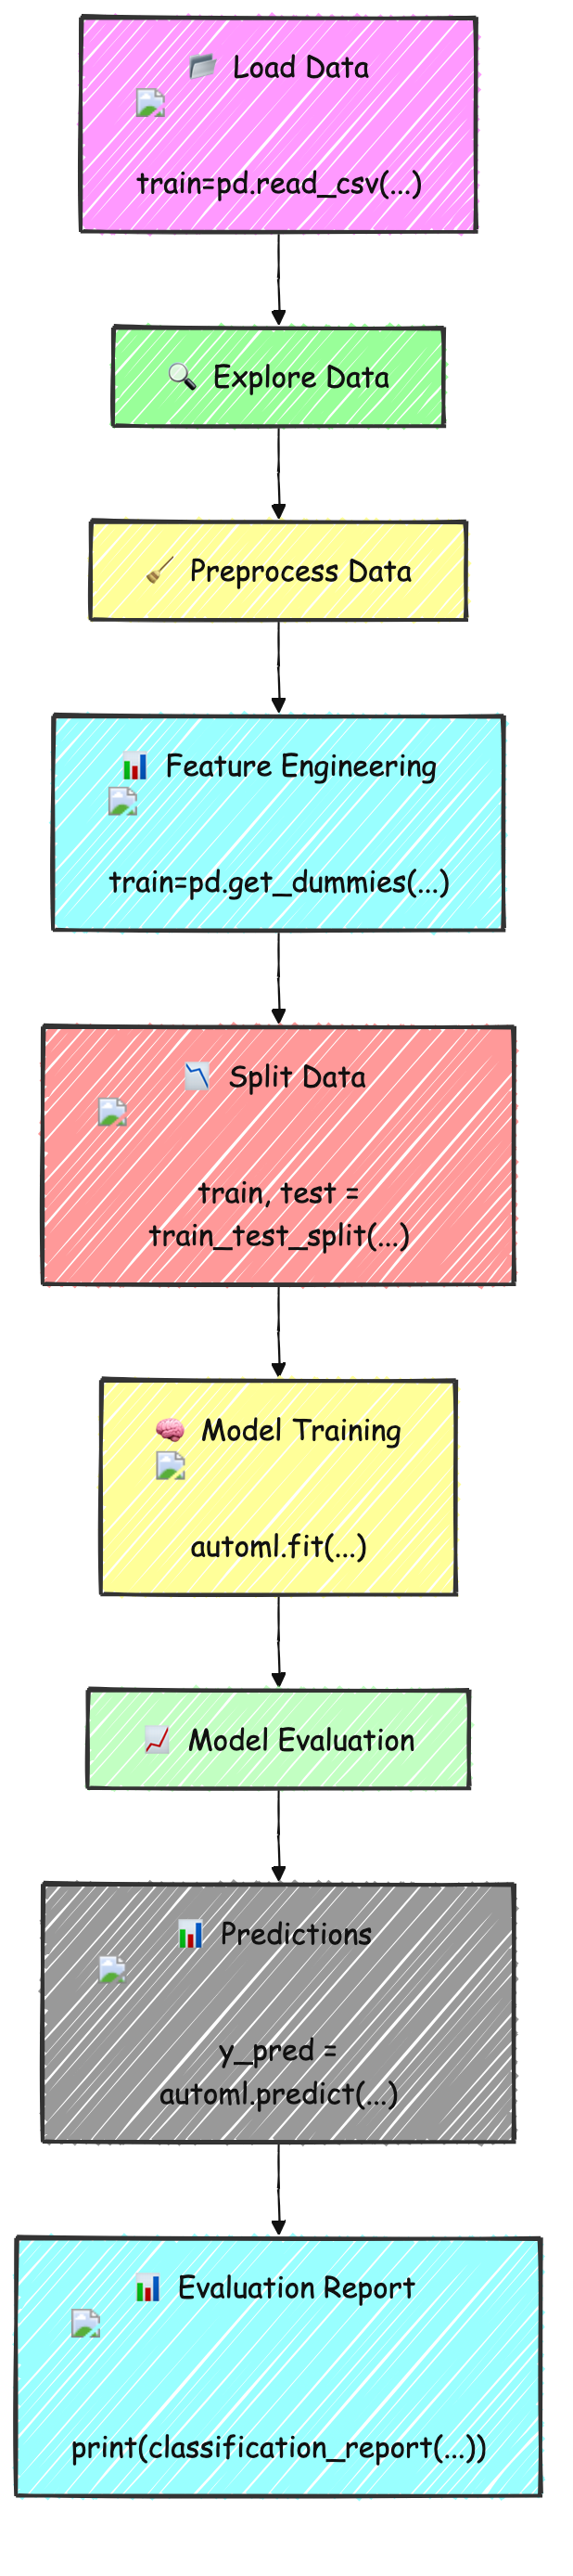 📂 Load Data
train=pd.read_csv(...)
🔍 Explore Data
🧹 Preprocess Data
📊 Feature Engineering
train=pd.get_dummies(...)
📉 Split Data
train, test =
train_test_split(...)
🧠 Model Training
automl.fit(...)
📈 Model Evaluation
📊 Predictions
y_pred =
automl.predict(...)
📊 Evaluation Report
print(classification_report(...))